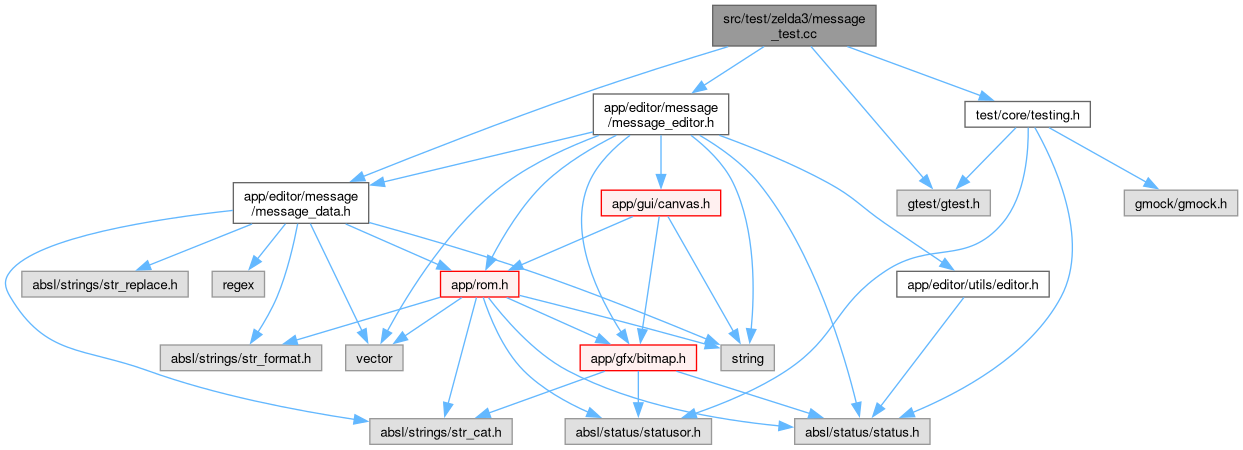 src/test/zelda3/message
_test.cc
app/editor/message
/message_editor.h
test/core/testing.h
app/editor/message
/message_data.h
app/gui/canvas.h
gtest/gtest.h
gmock/gmock.h
absl/strings/str_replace.h
regex
app/rom.h
app/editor/utils/editor.h
absl/strings/str_format.h
vector
app/gfx/bitmap.h
string
absl/strings/str_cat.h
absl/status/statusor.h
absl/status/status.h